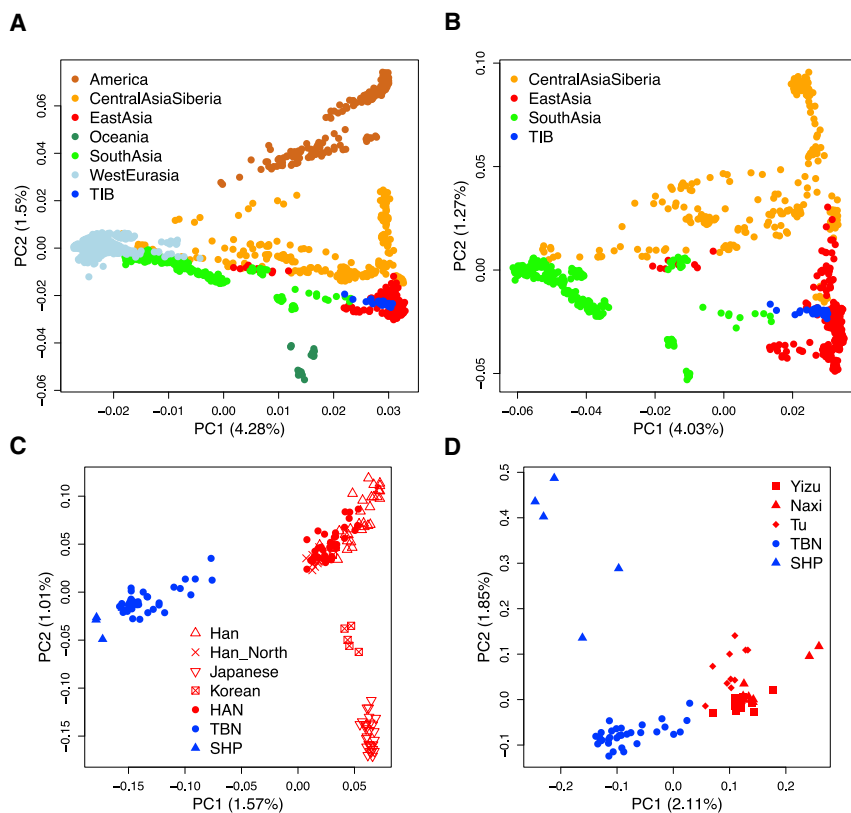 A
America
CentralAsiaSiberia
EastAsia
Oceania
SouthAsia
WestEurasia
TIB
PC2 (1.5%)
0.06
0.04
0.02
0.00
−0.02
−0.04
−0.06
−0.02 −0.01 0.00 0.01 0.02 0.03
PC1 (4.28%)
B
CentralAsiaSiberia
EastAsia
SouthAsia
TIB
PC2 (1.27%)
0.10
0.05
0.00
−0.05
−0.06 −0.04 −0.02 0.00 0.02
PC1 (4.03%)
C
Han
Han_North
Japanese
Korean
HAN
TBN
SHP
PC2 (1.01%)
0.10
0.05
0.00
−0.05
−0.10
−0.15
−0.15 −0.10 −0.05 0.00 0.05
PC1 (1.57%)
D
Yizu
Naxi
Tu
TBN
SHP
PC2 (1.85%)
0.5
0.4
0.3
0.2
0.1
0.0
−0.1
−0.2 −0.1 0.0 0.1 0.2
PC1 (2.11%)